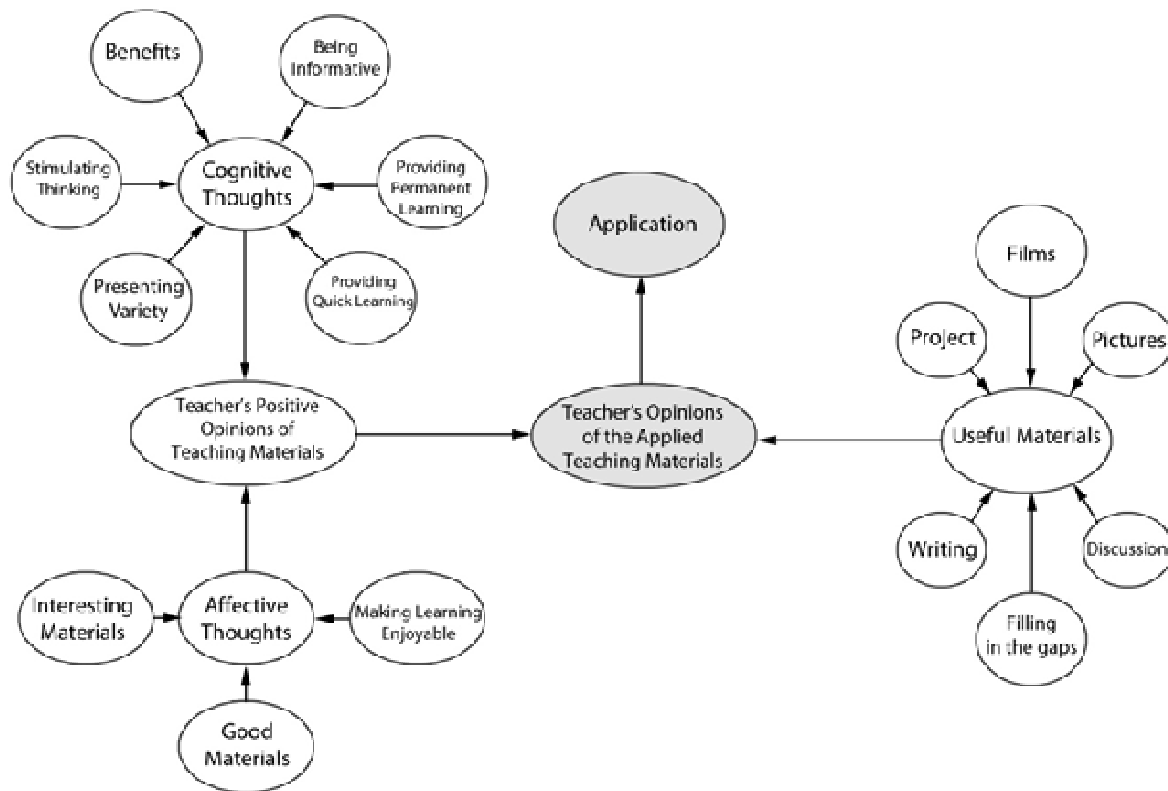 Benefits
Being
Informative
Stimulating
Thinking
Cognitive
Thoughts
Providing
Permanent
Learning
Presenting
Variety
Providing
Quick Learning
Application
Films
Project
Pictures
Teacher's Positive
Opinions of
Teaching Materials
Teacher's Opinions
of the Applied
Teaching Materials
Useful Materials
Writing
Discussion
Interesting
Materials
Affective
Thoughts
Making Learning
Enjoyable
Filling
in the gaps
Good
Materials